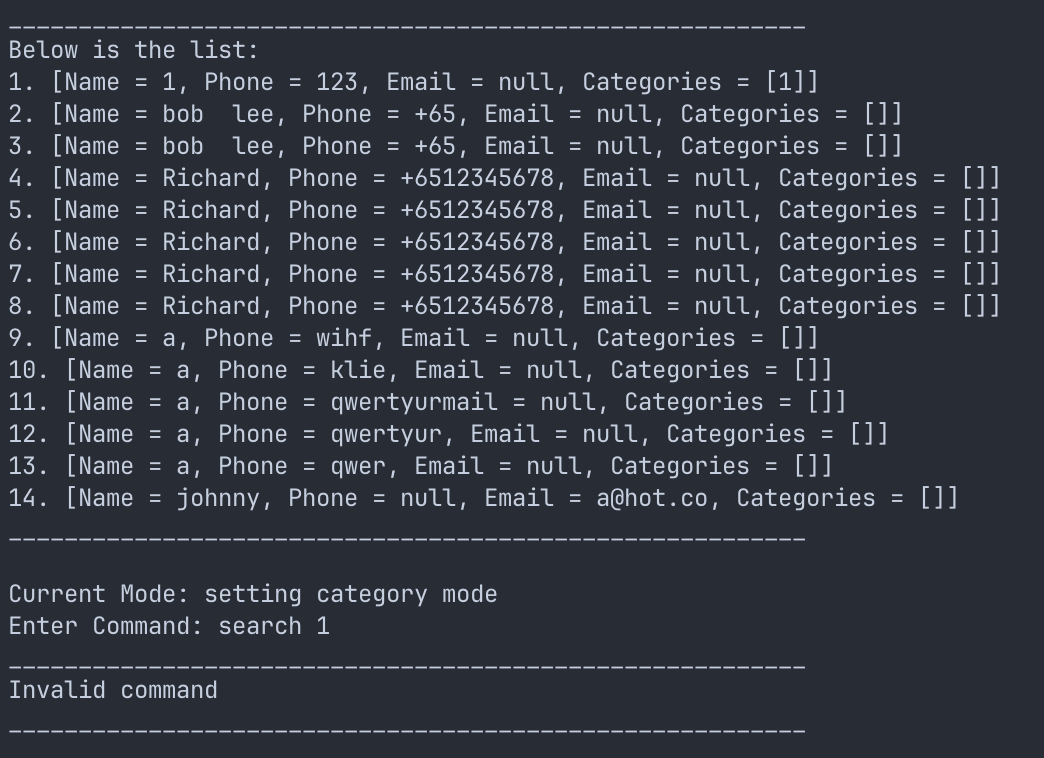 _________________________________________________________
Below is the list:
1. [Name = 1, Phone = 123, Email = null, Categories = [1]]
2. [Name = bob  lee, Phone = +65, Email = null, Categories = []]
3. [Name = bob  lee, Phone = +65, Email = null, Categories = []]
4. [Name = Richard, Phone = +6512345678, Email = null, Categories = []]
5. [Name = Richard, Phone = +6512345678, Email = null, Categories = []]
6. [Name = Richard, Phone = +6512345678, Email = null, Categories = []]
7. [Name = Richard, Phone = +6512345678, Email = null, Categories = []]
8. [Name = Richard, Phone = +6512345678, Email = null, Categories = []]
9. [Name = a, Phone = wihf, Email = null, Categories = []]
10. [Name = a, Phone = klie, Email = null, Categories = []]
11. [Name = a, Phone = qwertyurmail = null, Categories = []]
12. [Name = a, Phone = qwertyur, Email = null, Categories = []]
13. [Name = a, Phone = qwer, Email = null, Categories = []]
14. [Name = johnny, Phone = null, Email = a@hot.co, Categories = []]
_________________________________________________________
Current Mode: setting category mode
Enter Command: search 1
_________________________________________________________
Invalid command
_________________________________________________________